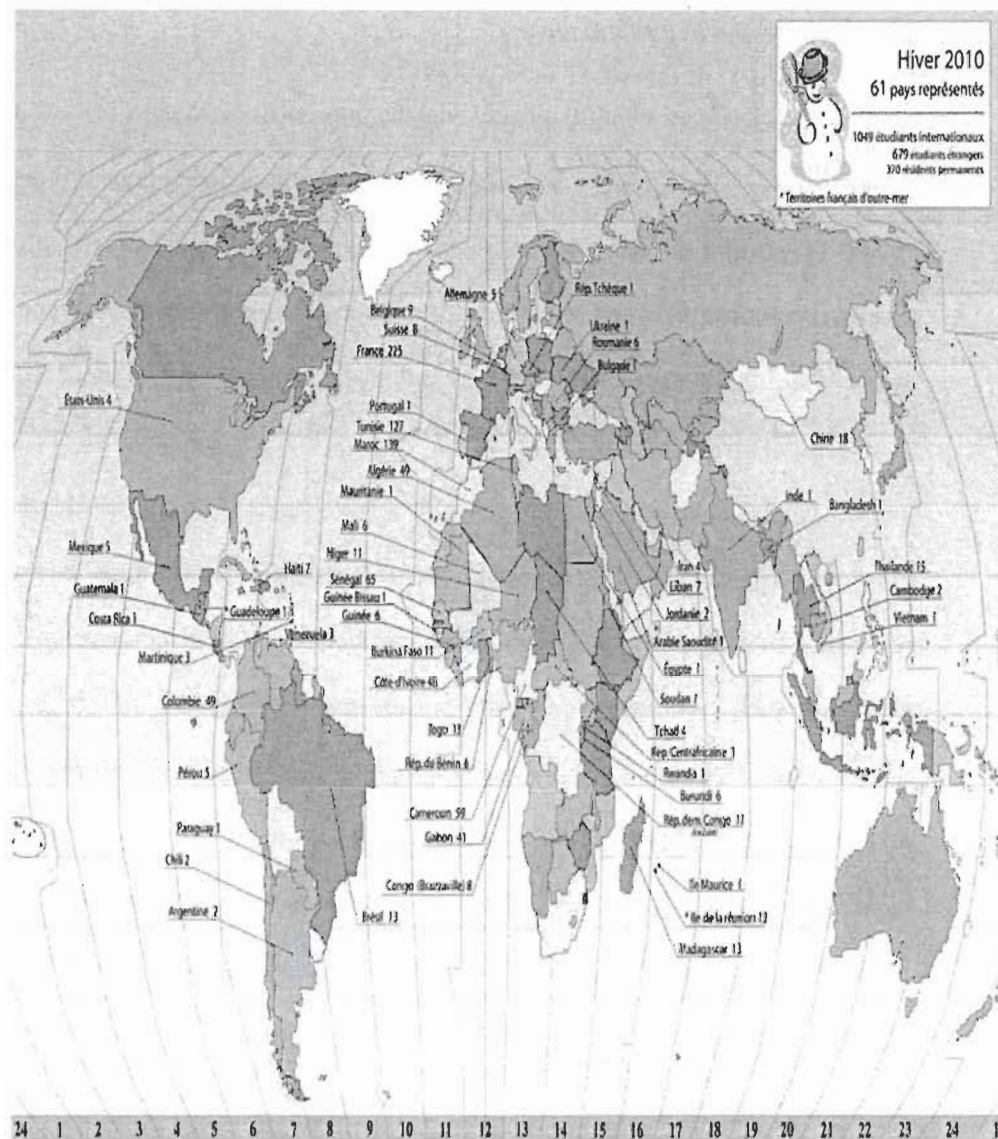 Hiver 2010
61 pays représentés
1049 étudiants internationaux
679 étudiants étrangers
370 résidents permanents
* Territoires français d'outre-mer
Allemagne 5
Rép. Tchèque 1
Belgique 9
Suisse 8
Ukraine 1
Roumanie 6
France 225
Bulgarie 1
États-Unis 4
Portugal 1
Tunisie 127
Maroc 139
Chine 18
Algérie 49
Mauritanie 1
Inde 1
Bangladesh 1
Mali 6
Mexique 5
Niger 11
Haïti 7
Iran 4
Thaïlande 15
Sénégal 65
Liban 7
Guatemala 1
Cambodge 2
Guinée Bissau 1
* Guadeloupe 1
Jordanie 2
Costa Rica 1
Guinée 6
Vietnam 1
Venezuela 3
Arabie Saoudite 1
Burkina Faso 11
Martinique 3
Égypte 1
Côte d'Ivoire
Colombie 49
Soudan
Togo
Tchad 4
Rép. du Bénin 6
Rép. Centrafricaine
Pérou 5
Rwanda 1
Burundi 6
Cameroun
Rép. dem. Congo
Paraguay 1
Gabon 41
Chili 2
Congo (Brazzaville) 8
Ile Maurice
Argentine 2
Brésil 13
* Ile de la réunion 12
Madagascar 13
24 1 2 3 4 5 6 7 8 9 10 11 12 13 14 15 16 17 18 19 20 21 22 23 24 1